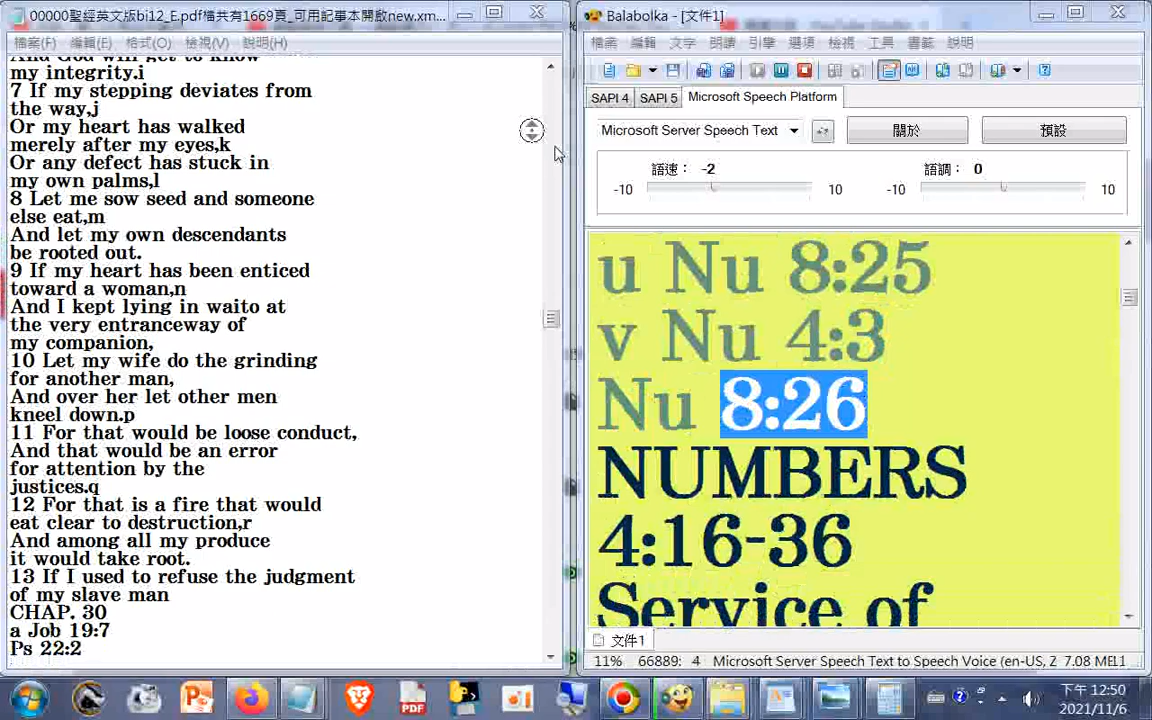 00000聖經英文版bi12_E.pdf檔共有1669頁_可用記事本開啟new.xm...
檔案(F) 編輯(E) 格式(O) 檢視(V) 說明(H)
And God will get to know
my integrity.i
7 If my stepping deviates from
the way,j
Or my heart has walked
merely after my eyes,k
Or any defect has stuck in
my own palms,l
8 Let me sow seed and someone
else eat,m
And let my own descendants
be rooted out.
9 If my heart has been enticed
toward a woman,n
And I kept lying in waito at
the very entranceway of
my companion,
10 Let my wife do the grinding
for another man,
And over her let other men
kneel down.p
11 For that would be loose conduct,
And that would be an error
for attention by the
justices.q
12 For that is a fire that would
eat clear to destruction,r
And among all my produce
it would take root.
13 If I used to refuse the judgment
of my slave man
CHAP. 30
a Job 19:7
Ps 22:2
Balabolka - [文件1]
檔案 編輯 文字 朗讀 引擎 選項 檢視 工具 書籤 說明
SAPI 4 SAPI 5 Microsoft Speech Platform
Microsoft Server Speech Text 關於 預設
語速: -2 語調: 0
-10 10 -10 10
u Nu 8:25
v Nu 4:3
Nu 8:26
NUMBERS
4:16-36
Service of
文件1
11% 66889: 4 Microsoft Server Speech Text to Speech Voice (en-US, Z 7.08 ME11
PDF
下午 12:50
2021/11/6